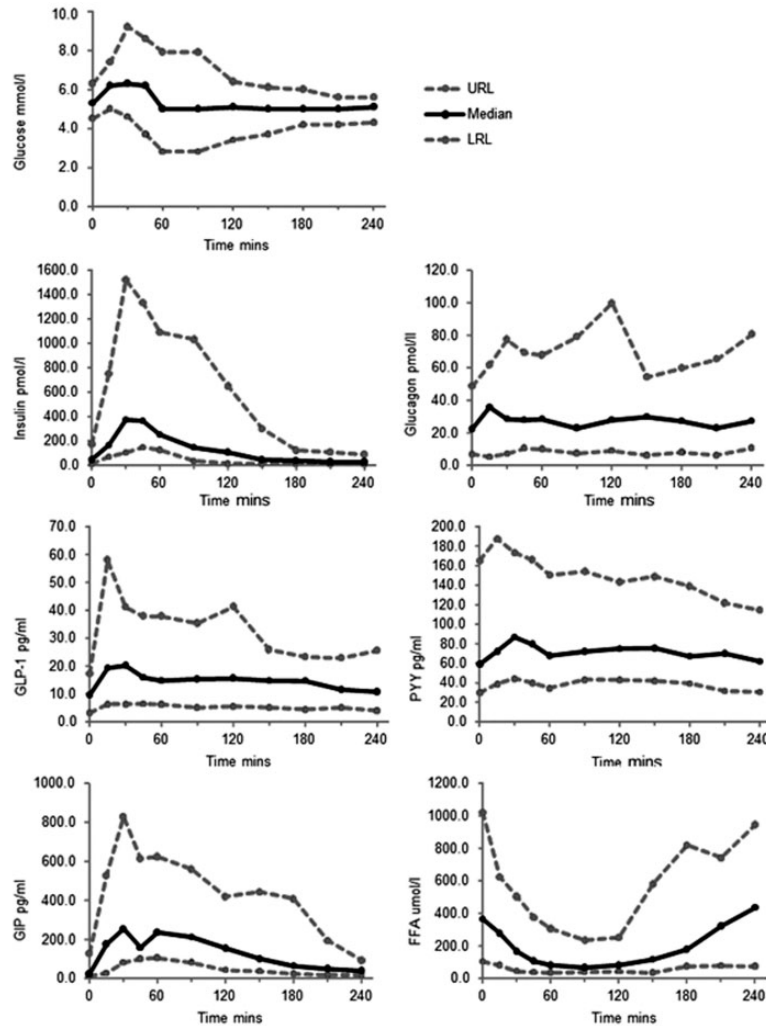 Glucose mmol/l
10.0
8.0
6.0
4.0
2.0
0.0
0 60 120 180 240
Time mins
URL
Median
LRL
Insulin pmol/l
1600.0
1400.0
1200.0
1000.0
800.0
600.0
400.0
200.0
0.0
0 60 120 180 240
Time mins
Glucagon pmol/ll
120.0
100.0
80.0
60.0
40.0
20.0
0.0
0 60 120 180 240
Time mins
GLP-1 pg/ml
70.0
60.0
50.0
40.0
30.0
20.0
10.0
0.0
0 60 120 180 240
Time mins
PYY pg/ml
200.0
180.0
160.0
140.0
120.0
100.0
80.0
60.0
40.0
20.0
0.0
0 60 120 180 240
Time mins
GIP pg/ml
1000.0
800.0
600.0
400.0
200.0
0.0
0 60 120 180 240
Time mins
FFA umol/l
1200.0
1000.0
800.0
600.0
400.0
200.0
0.0
0 60 120 180 240
Time mins